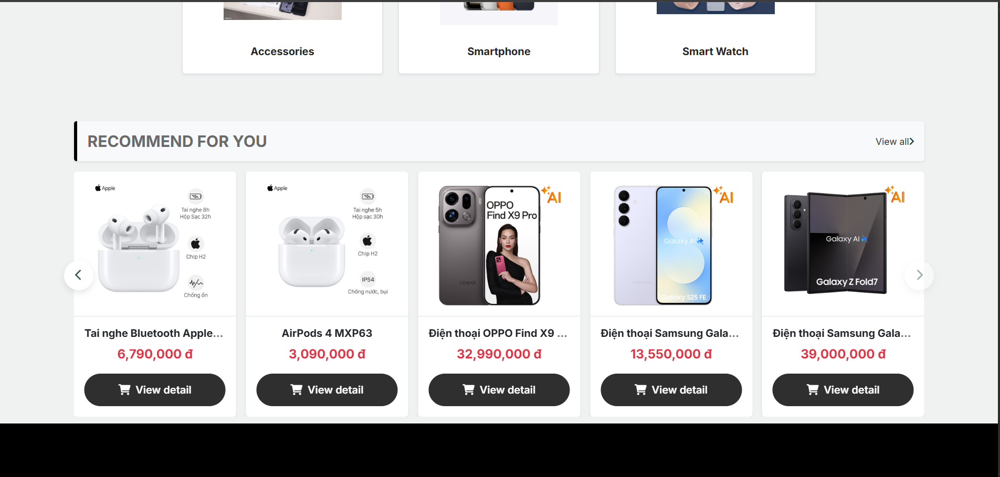 Accessories
Smartphone
Smart Watch
RECOMMEND FOR YOU
View all
Apple
Tai nghe 8h
Hộp Sạc 32h
Chip H2
Chống ồn
Tai nghe Bluetooth Apple...
6,790,000 đ
View detail
Apple
Tai nghe 5h
Hộp sạc 30h
Chip H2
IP54
Chống nước, bụi
AirPods 4 MXP63
3,090,000 đ
View detail
AI
OPPO
Find X9 Pro
oppo
Điện thoại OPPO Find X9 ...
32,990,000 đ
View detail
AI
Galaxy AI
SAMSUNG
Galaxy S25 FE
Điện thoại Samsung Gala...
13,550,000 đ
View detail
AI
Galaxy AI
Galaxy Z Fold7
Điện thoại Samsung Gala...
39,000,000 đ
View detail